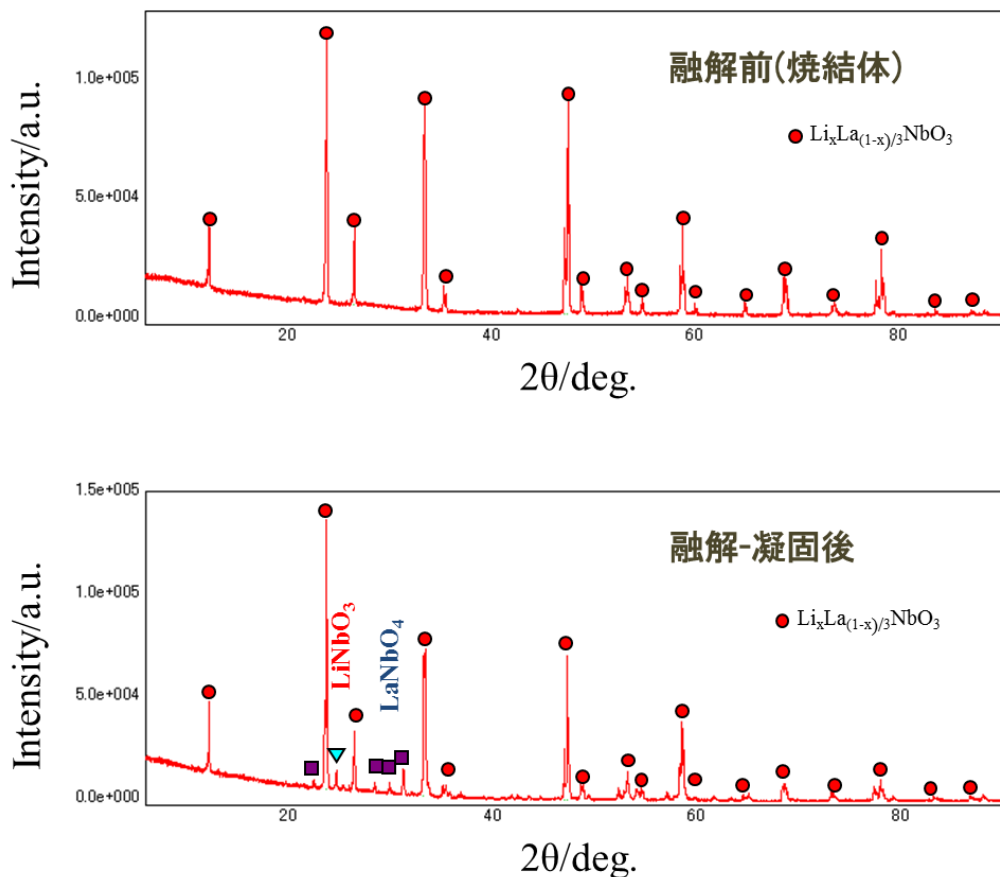 融解前(焼結体)
LixLa(1-x)/3NbO3
Intensity/a.u.
1.0e+005
5.0e+004
0.0e+000
20 40 60 80
2θ/deg.
融解-凝固後
LixLa(1-x)/3NbO3
LiNbO3
LaNbO4
Intensity/a.u.
1.5e+005
1.0e+005
5.0e+004
0.0e+000
20 40 60 80
2θ/deg.